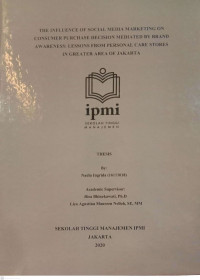 THE INFLUENCE OF SOCIAL MEDIA MARKETING ON
CONSUMER PURCHASE DECISION MEDIATED BY BRAND
AWARENESS: LESSONS FROM PERSONAL CARE STORES
IN GREATER AREA OF JAKARTA
ipmi
SEKOLAH TINGGI
MANAJEMEN
THESIS
By:
Academic Supervisor:
SEKOLAH TINGGI MANAJEMEN IPMI
JAKARTA
2020